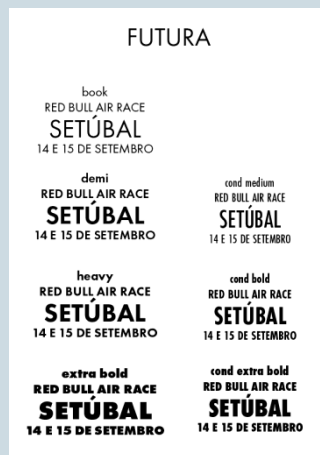 FUTURA
book
RED BULL AIR RACE
SETÚBAL
14 E 15 DE SETEMBRO
demi
RED BULL AIR RACE
SETÚBAL
14 E 15 DE SETEMBRO
heavy
RED BULL AIR RACE
SETÚBAL
14 E 15 DE SETEMBRO
extra bold
RED BULL AIR RACE
SETÚBAL
14 E 15 DE SETEMBRO
cond medium
RED BULL AIR RACE
SETÚBAL
14 E 15 DE SETEMBRO
cond bold
RED BULL AIR RACE
SETÚBAL
14 E 15 DE SETEMBRO
cond extra bold
RED BULL AIR RACE
SETÚBAL
14 E 15 DE SETEMBRO